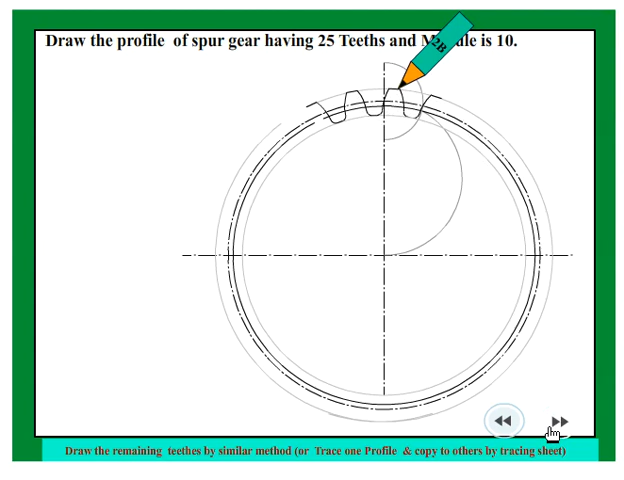 Draw the profile of spur gear having 25 Teeths and is 10.
2B
Draw the remaining teethes by similar method (or Trace one Profile & copy to others by tracing sheet)